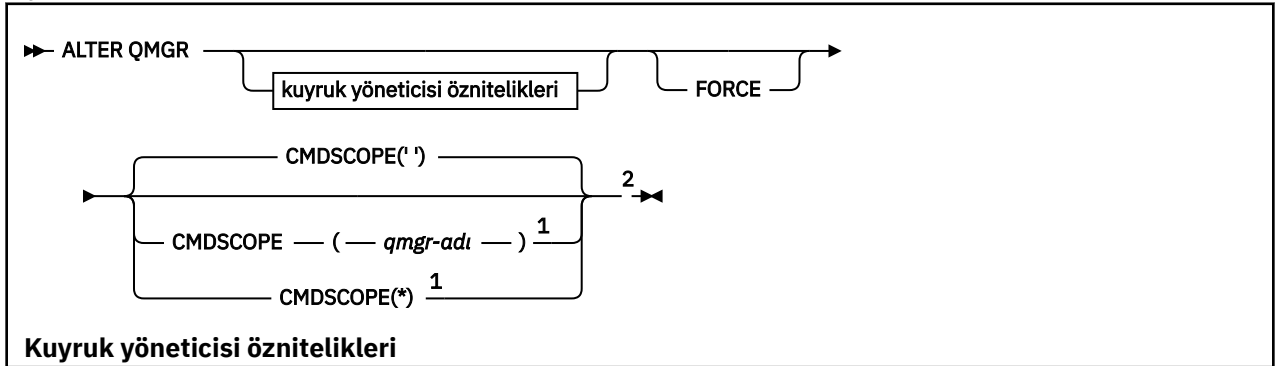 ALTER QMGR
kuyruk yöneticisi öznitelikleri
FORCE
CMDSCOPE(' ')
2
CMDSCOPE ( qmgr-adı ) 1
CMDSCOPE(*) 1
Kuyruk yöneticisi öznitelikleri